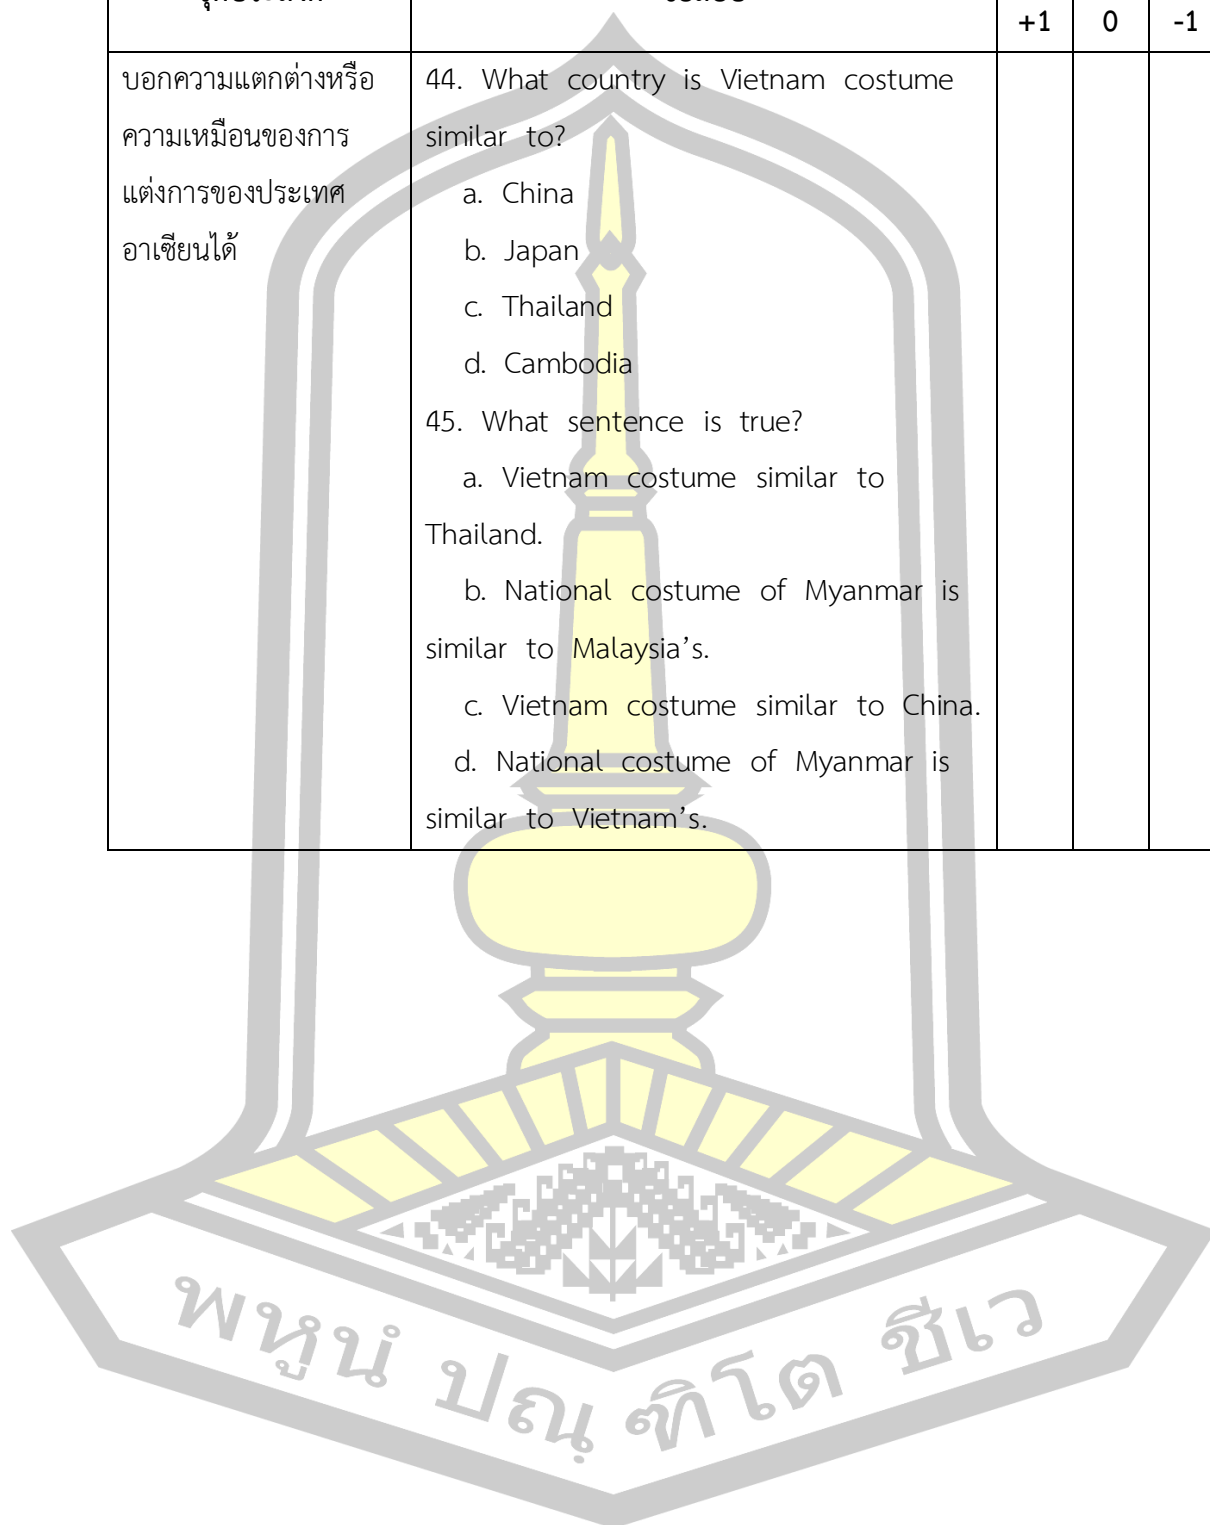 +1 0 -1
บอกความแตกต่างหรือ
ความเหมือนของการ
แต่งการของประเทศ
อาเซียนได้
44. What country is Vietnam costume
similar to?
a. China
b. Japan
c. Thailand
d. Cambodia
45. What sentence is true?
a. Vietnam costume similar to
Thailand.
b. National costume of Myanmar is
similar to Malaysia’s.
c. Vietnam costume similar to China.
d. National costume of Myanmar is
similar to Vietnam’s.
พหูนํ ปณฺฑิโต ชีเว